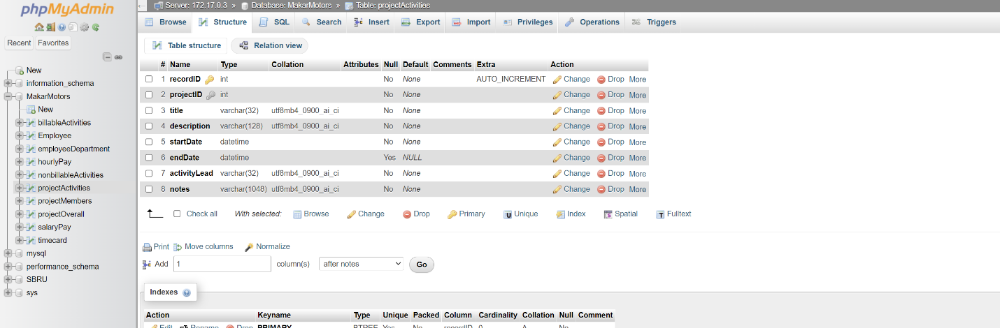 phpMyAdmin
Recent Favorites
New
information_schema
MakarMotors
New
billableActivities
Employee
employeeDepartment
hourlyPay
nonbillableActivities
projectActivities
projectMembers
projectOverall
salaryPay
timecard
mysql
performance_schema
SBRU
sys
Server: 172.17.0.3 » Database: MakarMotors » Table: projectActivities
Browse Structure SQL Search Insert Export Import Privileges Operations Triggers
Table structure Relation view
# Name Type Collation Attributes Null Default Comments Extra Action
1 recordID int No None AUTO_INCREMENT Change Drop More
2 projectID int No None Change Drop More
3 title varchar(32) utf8mb4_0900_ai_ci No None Change Drop More
4 description varchar(128) utf8mb4_0900_ai_ci No None Change Drop More
5 startDate datetime No None Change Drop More
6 endDate datetime Yes NULL Change Drop More
7 activityLead varchar(32) utf8mb4_0900_ai_ci No None Change Drop More
8 notes varchar(1048) utf8mb4_0900_ai_ci No None Change Drop More
Check all With selected: Browse Change Drop Primary Unique Index Spatial Fulltext
Print Move columns Normalize
Add 1 column(s) after notes Go
Indexes
Action Keyname Type Unique Packed Column Cardinality Collation Null Comment
Edit Rename Drop PRIMARY BTREE Yes No recordID 0 A No